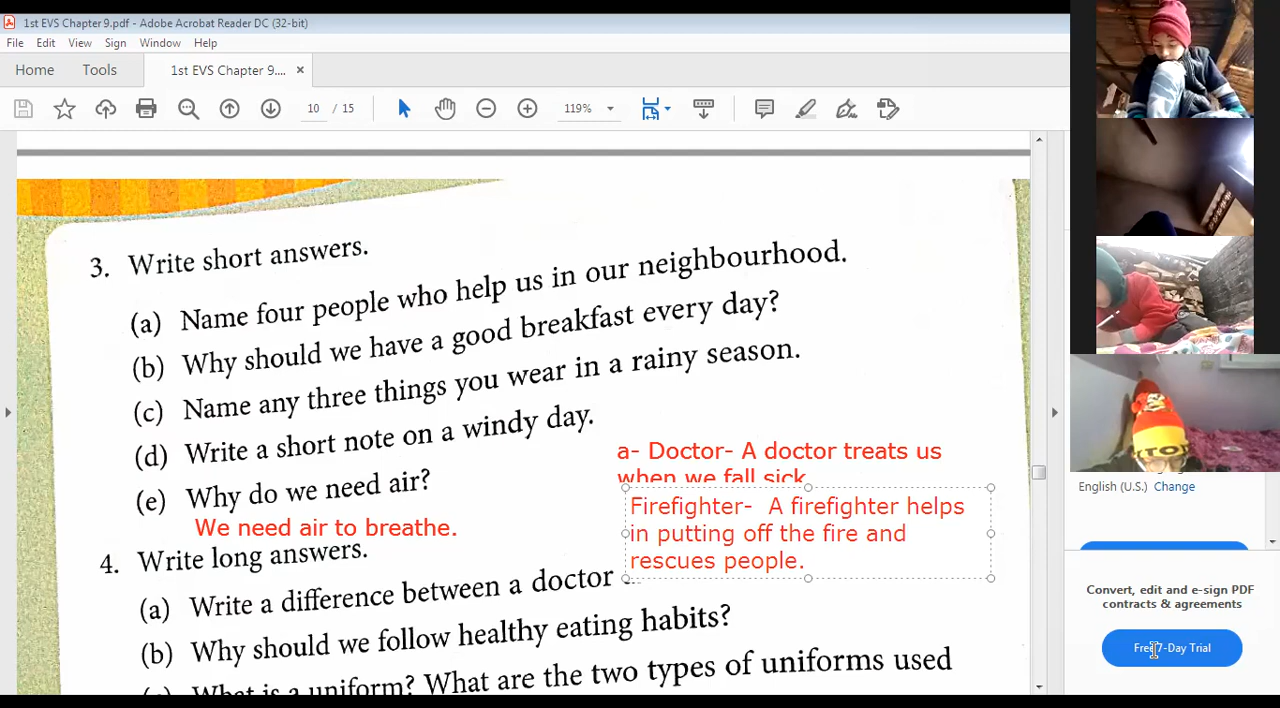 1st EVS Chapter 9.pdf - Adobe Acrobat Reader DC (32-bit)
File Edit View Sign Window Help
Home Tools 1st EVS Chapter 9.... ×
10 / 15 119%
3. Write short answers.
(a) Name four people who help us in our neighbourhood.
(b) Why should we have a good breakfast every day?
(c) Name any three things you wear in a rainy season.
(d) Write a short note on a windy day.
(e) Why do we need air?
We need air to breathe.
a- Doctor- A doctor treats us
when we fall sick
Firefighter- A firefighter helps
in putting off the fire and
rescues people.
4. Write long answers.
(a) Write a difference between a doctor
(b) Why should we follow healthy eating habits?
What is a uniform? What are the two types of uniforms used
English (U.S.) Change
Convert, edit and e-sign PDF
contracts & agreements
Free 7-Day Trial